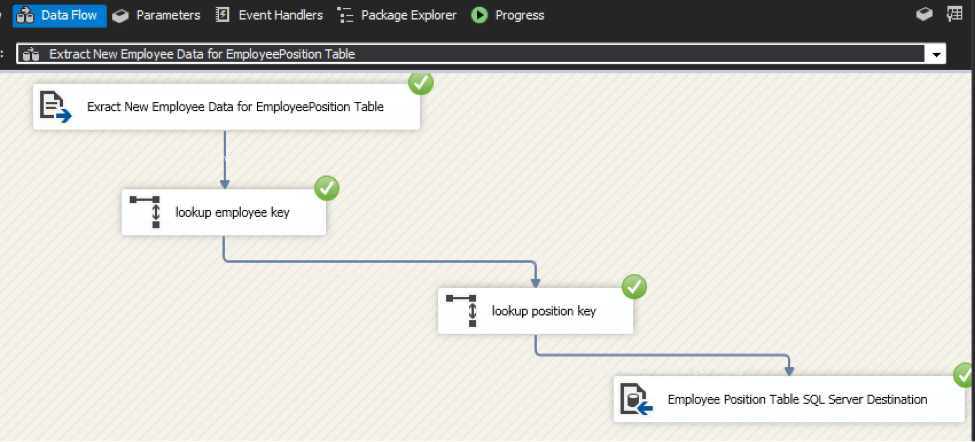 Data Flow Parameters Event Handlers Package Explorer Progress
: Extract New Employee Data for EmployeePosition Table
Exract New Employee Data for EmployeePosition Table
lookup employee key
lookup position key
Employee Position Table SQL Server Destination